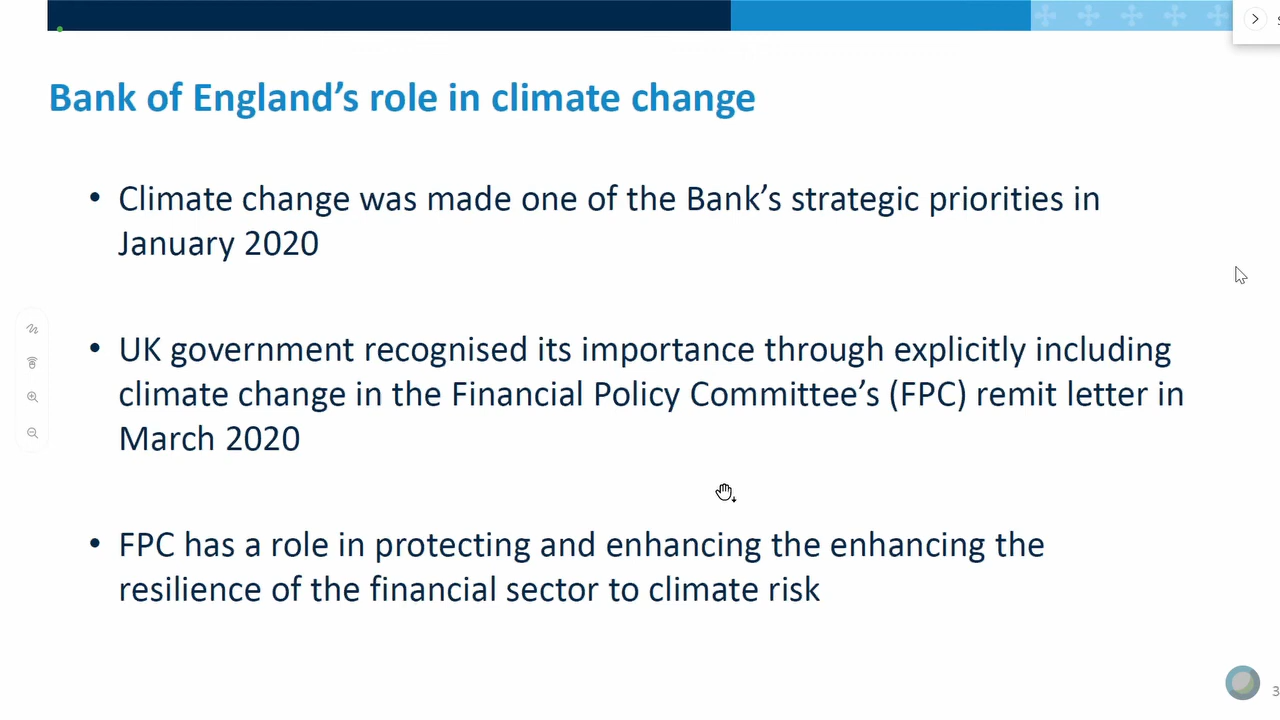 Bank of England’s role in climate change
• Climate change was made one of the Bank’s strategic priorities in
January 2020
• UK government recognised its importance through explicitly including
climate change in the Financial Policy Committee’s (FPC) remit letter in
March 2020
• FPC has a role in protecting and enhancing the enhancing the
resilience of the financial sector to climate risk
3